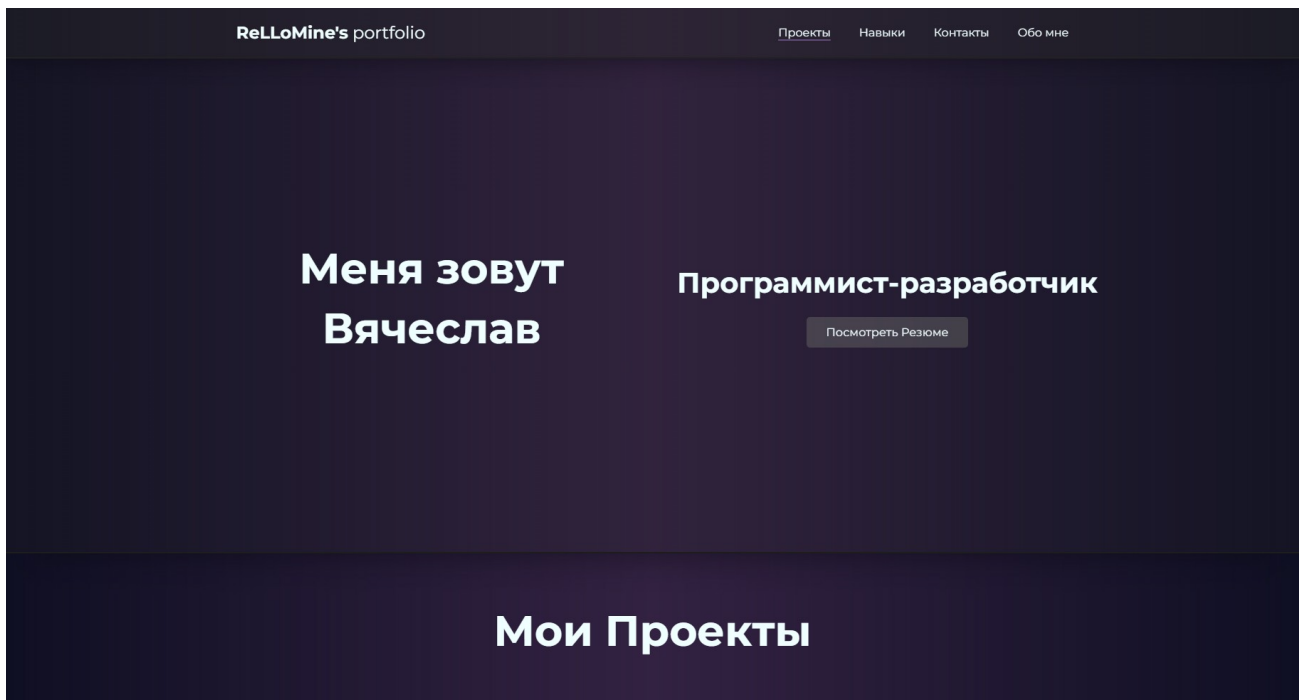 ReLLoMine's portfolio
Проекты Навыки Контакты Обо мне
Меня зовут
Вячеслав
Программист-разработчик
Посмотреть Резюме
Мои Проекты